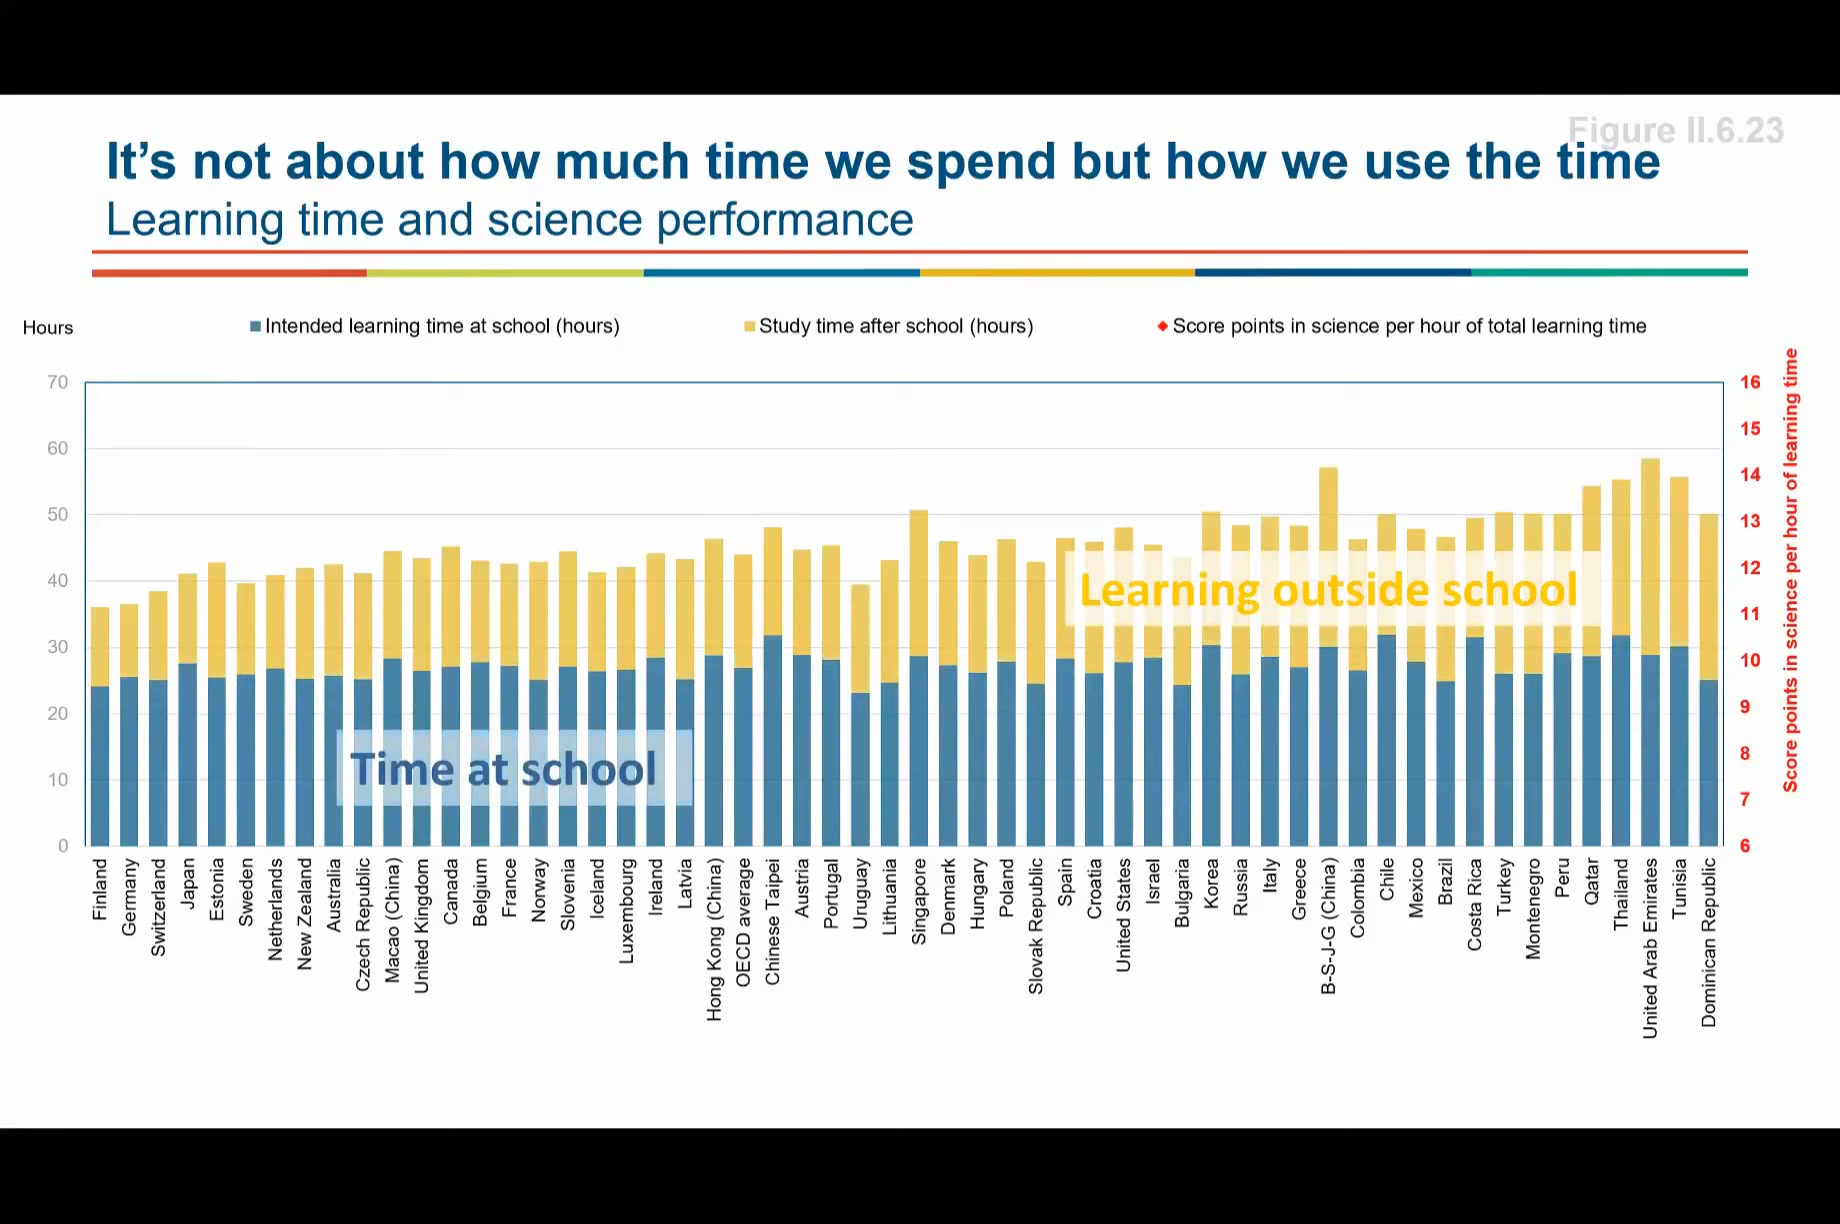 Figure II.6.23
It's not about how much time we spend but how we use the time
Learning time and science performance
Hours
Intended learning time at school (hours)
Study time after school (hours)
Score points in science per hour of total learning time
70
60
50
40
30
20
10
0
16
15
14
13
12
11
10
9
8
7
6
Score points in science per hour of learning time
Learning outside school
Time at school
Finland
Germany
Switzerland
Japan
Estonia
Sweden
Netherlands
New Zealand
Australia
Czech Republic
Macao (China)
United Kingdom
Canada
Belgium
France
Norway
Slovenia
Iceland
Luxembourg
Ireland
Latvia
Hong Kong (China)
OECD average
Chinese Taipei
Austria
Portugal
Uruguay
Lithuania
Singapore
Denmark
Hungary
Poland
Slovak Republic
Spain
Croatia
United States
Israel
Bulgaria
Korea
Russia
Italy
Greece
B-S-J-G (China)
Colombia
Chile
Mexico
Brazil
Costa Rica
Turkey
Montenegro
Peru
Qatar
Thailand
United Arab Emirates
Tunisia
Dominican Republic